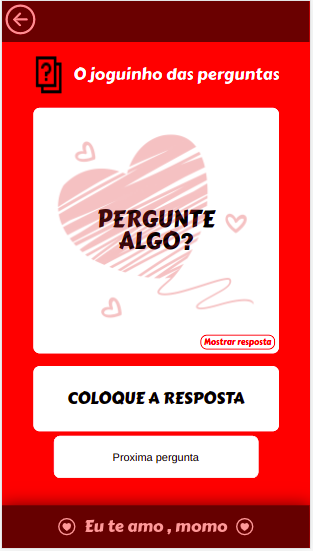 O joguinho das perguntas
PERGUNTE
ALGO?
Mostrar resposta
COLOQUE A RESPOSTA
Proxima pergunta
Eu te amo , momo